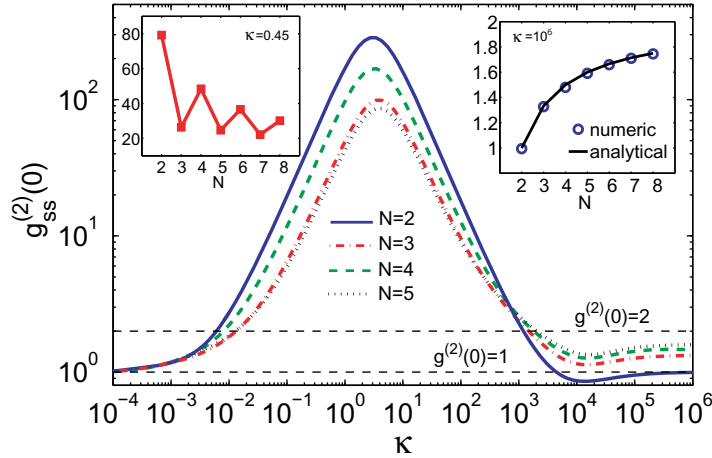 κ=0.45
80
60
40
20
2 3 4 5 6 7 8
N
κ=10⁶
2
1.8
1.6
1.4
1.2
1
2 3 4 5 6 7 8
N
numeric
analytical
g_ss^(2)(0)
10²
10¹
10⁰
N=2
N=3
N=4
N=5
g^(2)(0)=2
g^(2)(0)=1
10⁻⁴ 10⁻³ 10⁻² 10⁻¹ 10⁰ 10¹ 10² 10³ 10⁴ 10⁵ 10⁶
κ